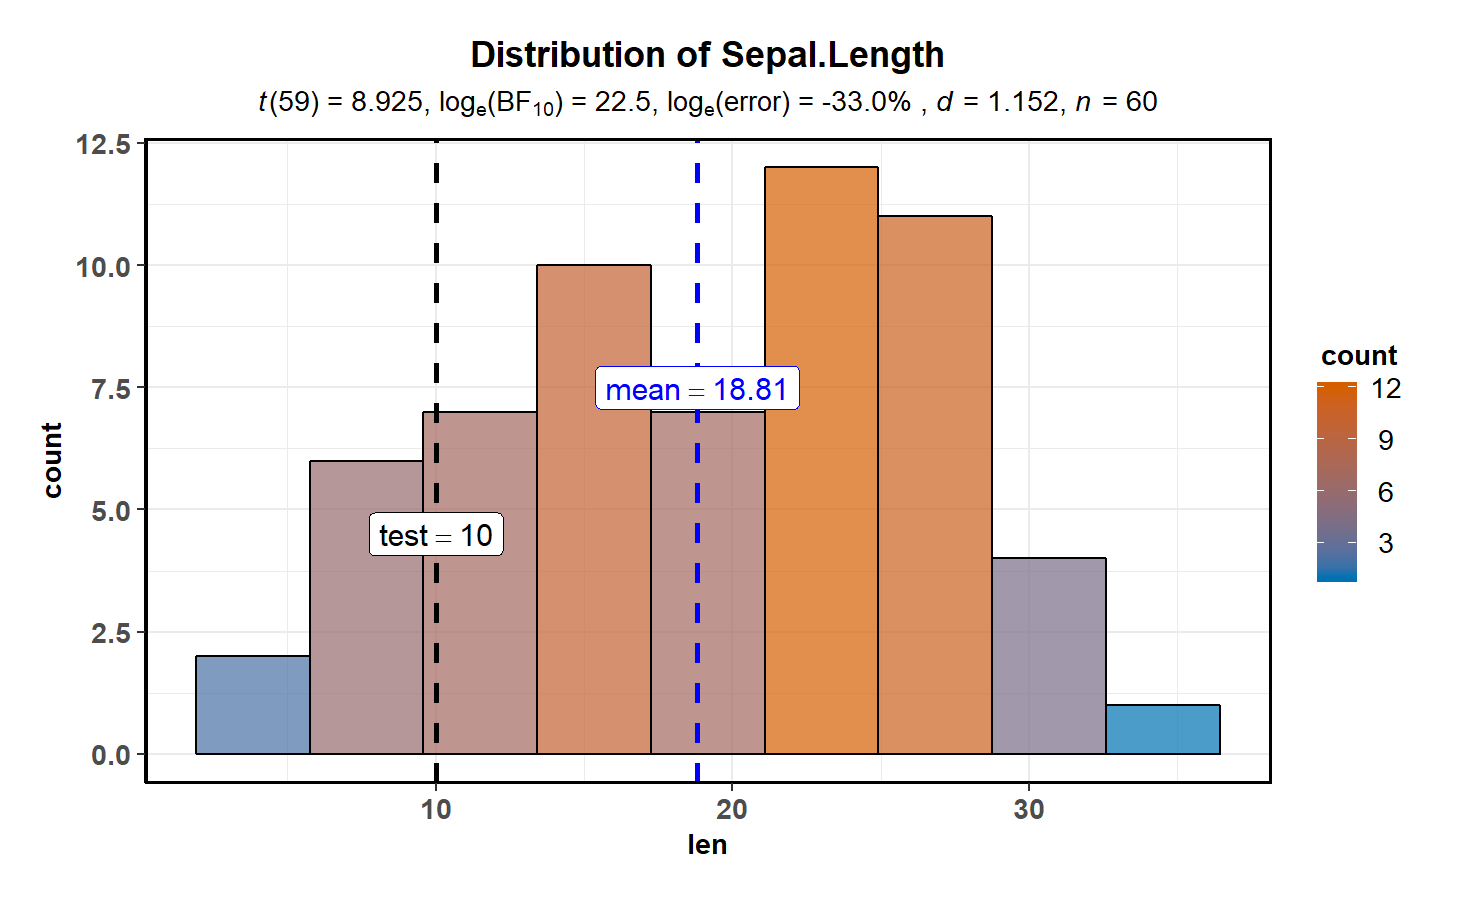 Distribution of Sepal.Length
t(59) = 8.925, logₑ(BF₁₀) = 22.5, logₑ(error) = -33.0% , d = 1.152, n = 60
12.5
10.0
7.5
5.0
2.5
0.0
count
mean = 18.81
test = 10
10
20
30
len
count
12
9
6
3